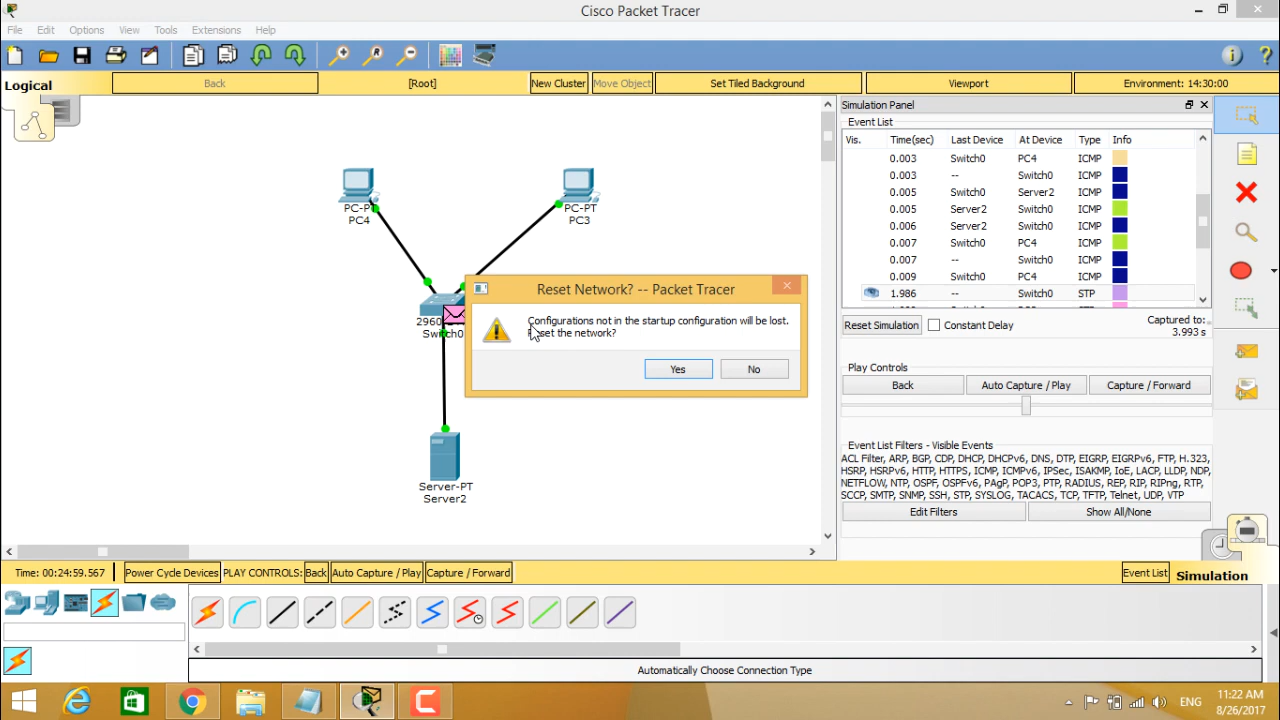 Cisco Packet Tracer
File Edit Options View Tools Extensions Help
Logical
Back
[Root]
New Cluster
Move Object
Set Tiled Background
Viewport
Environment: 14:30:00
PC4
PC-PT
PC3
Switch0
Server-PT
Server2
Simulation Panel
Event List
Vis. Time(sec) Last Device At Device Type Info
0.003 Switch0 PC4 ICMP
0.003 -- Switch0 ICMP
0.005 Switch0 Server2 ICMP
0.005 Server2 Switch0 ICMP
0.006 Server2 Switch0 ICMP
0.007 Switch0 PC4 ICMP
0.007 -- Switch0 ICMP
0.009 Switch0 PC4 ICMP
1.986 -- Switch0 STP
Reset Simulation
Constant Delay
Captured to:
3.993 s
Play Controls
Back
Auto Capture / Play
Capture / Forward
Event List Filters - Visible Events
ACL Filter, ARP, BGP, CDP, DHCP, DHCPv6, DNS, DTP, EIGRP, EIGRPv6, FTP, H.323,
HSRP, HSRPv6, HTTP, HTTPS, ICMP, ICMPv6, IPSec, ISAKMP, IoE, LACP, LLDP, NDP,
NETFLOW, NTP, OSPF, OSPFv6, PAgP, POP3, PTP, RADIUS, REP, RIP, RIPng, RTP,
SCCP, SMTP, SNMP, SSH, STP, SYSLOG, TACACS, TCP, TFTP, Telnet, UDP, VTP
Edit Filters
Show All/None
Reset Network? -- Packet Tracer
Configurations not in the startup configuration will be lost.
Reset the network?
Yes
No
Time: 00:24:59.567
Power Cycle Devices
PLAY CONTROLS:
Back
Auto Capture / Play
Capture / Forward
Event List
Simulation
Automatically Choose Connection Type
ENG
11:22 AM
8/26/2017